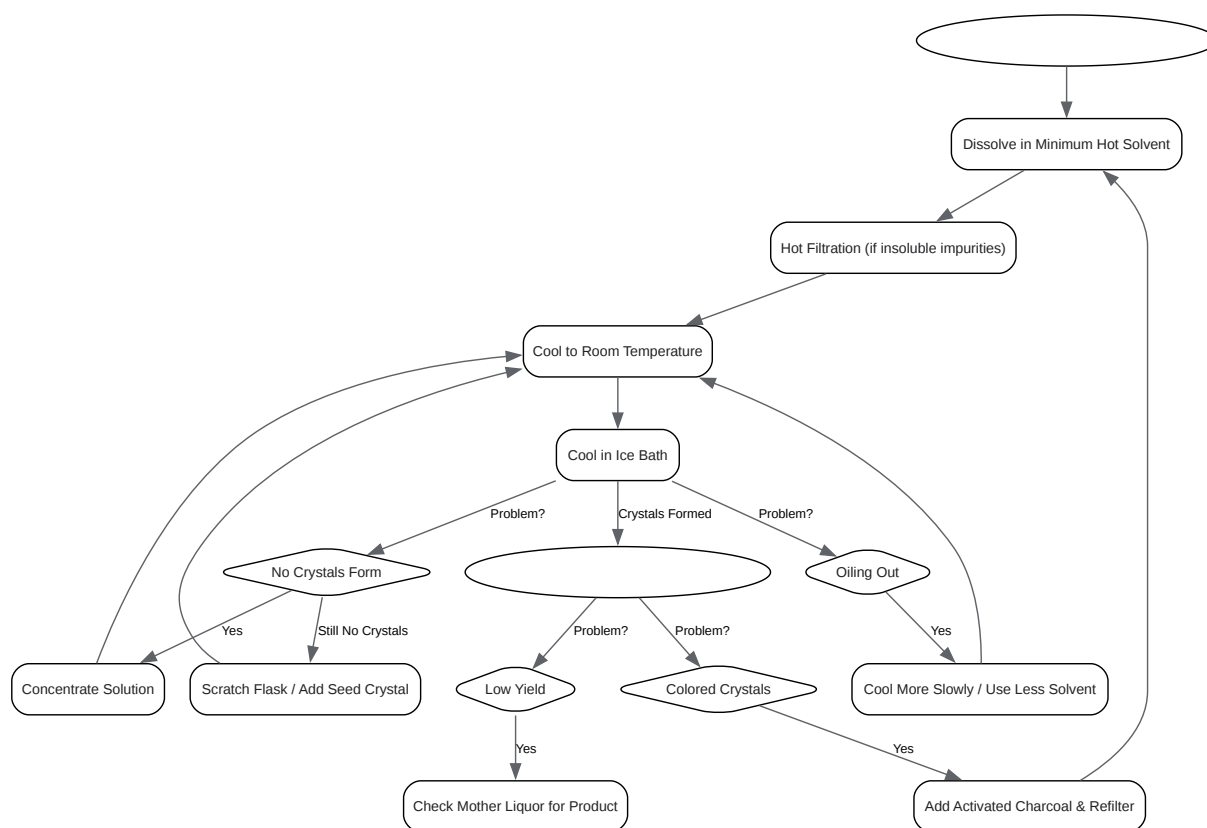 Dissolve in Minimum Hot Solvent
Hot Filtration (if insoluble impurities)
Cool to Room Temperature
Cool in Ice Bath
Problem?
Crystals Formed
Problem?
No Crystals Form
Oiling Out
Yes
Still No Crystals
Problem?
Problem?
Yes
Concentrate Solution
Scratch Flask / Add Seed Crystal
Low Yield
Colored Crystals
Cool More Slowly / Use Less Solvent
Yes
Yes
Check Mother Liquor for Product
Add Activated Charcoal & Refilter